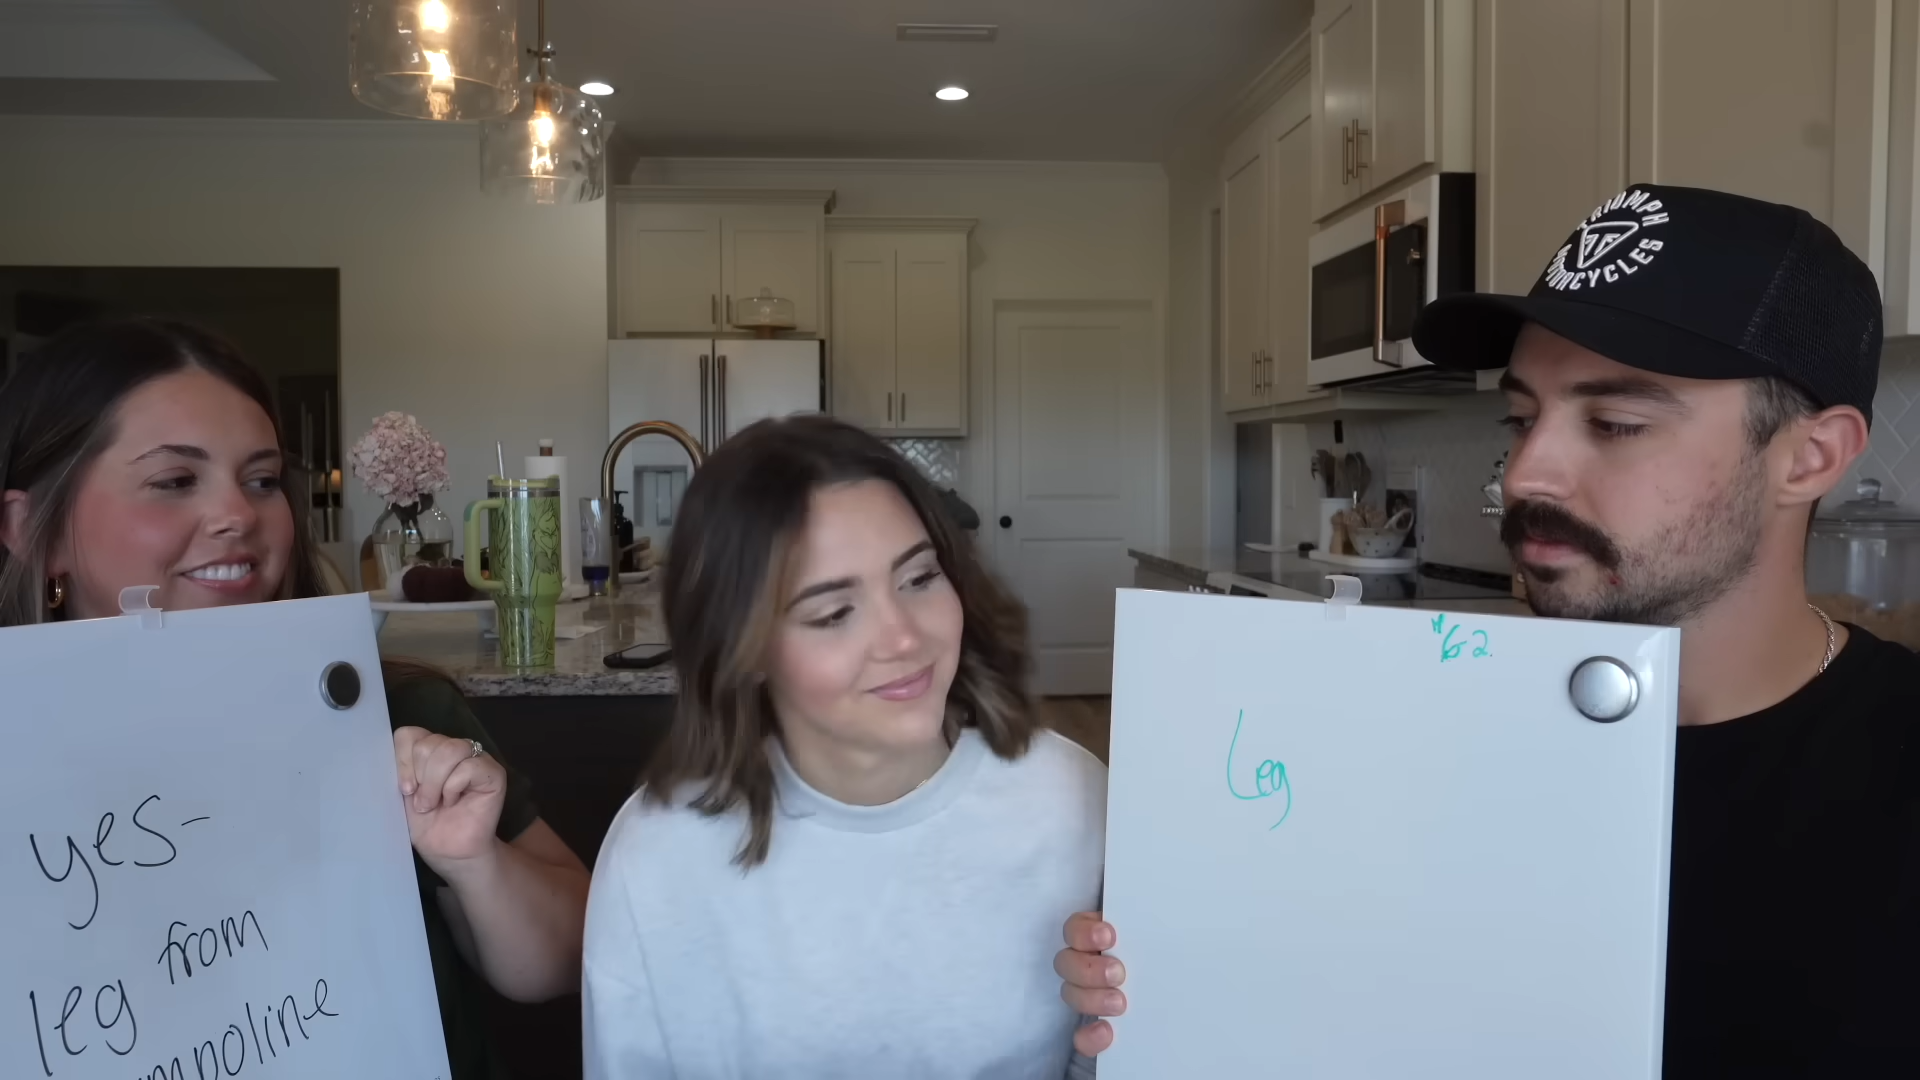 TRIUMPH
MOTORCYCLES
62.
Leg
yes-
leg from